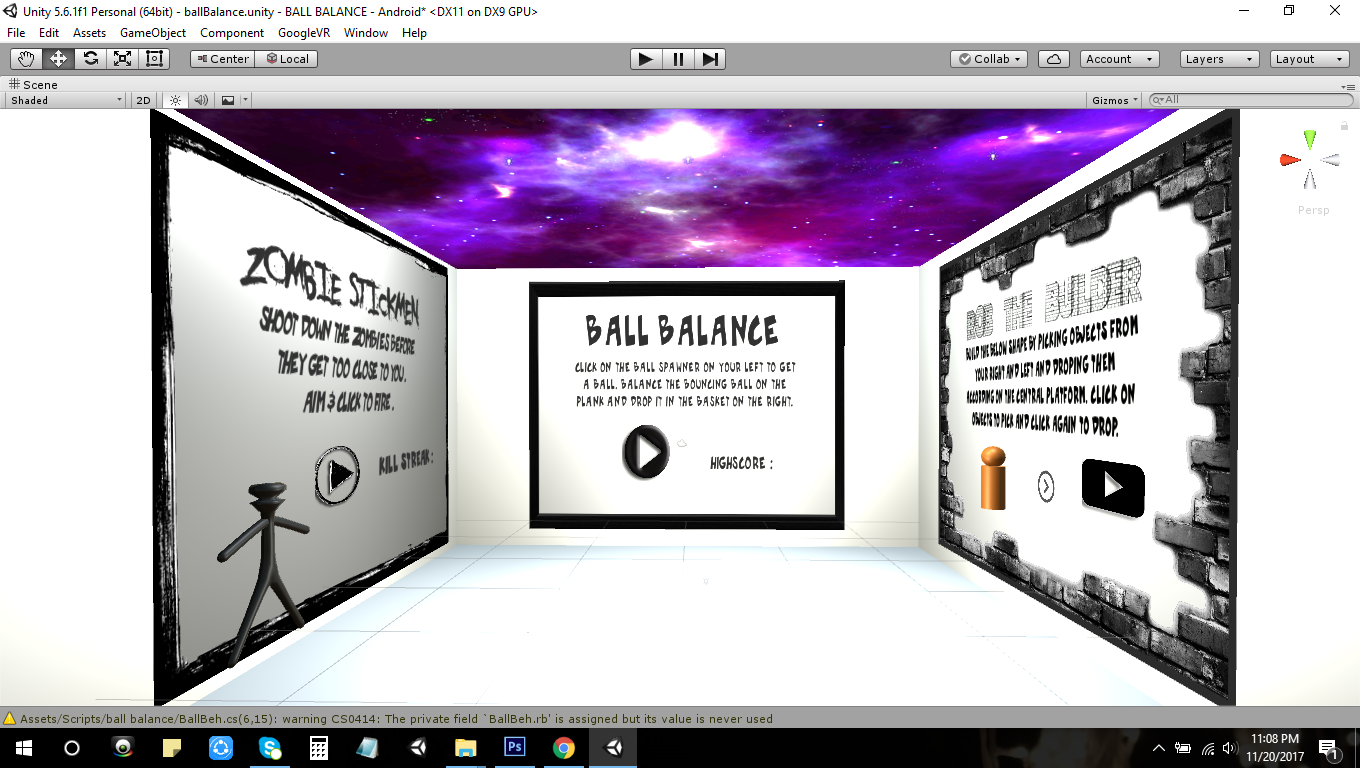 Unity 5.6.1f1 Personal (64bit) - ballBalance.unity - BALL BALANCE - Android* <DX11 on DX9 GPU>
File Edit Assets GameObject Component GoogleVR Window Help
Center Local Collab Account Layers Layout
Scene
Shaded 2D Gizmos All
Persp
ZOMBIE STICKMEN
SHOOT DOWN THE ZOMBIES BEFORE
THEY GET TOO CLOSE TO YOU.
AIM & CLICK TO FIRE.
KILL STREAK:
BALL BALANCE
CLICK ON THE BALL SPAWNER ON YOUR LEFT TO GET
A BALL. BALANCE THE BOUNCING BALL ON THE
PLANK AND DROP IT IN THE BASKET ON THE RIGHT.
HIGHSCORE :
ROB THE BUILDER
BUILD THE BELOW SHAPE BY PICKING OBJECTS FROM
YOUR RIGHT AND LEFT AND DROPING THEM
ACCORDING ON THE CENTRAL PLATFORM. CLICK ON
OBJECTS TO PICK AND CLICK AGAIN TO DROP.
Assets/Scripts/ball balance/BallBeh.cs(6,15): warning CS0414: The private field `BallBeh.rb' is assigned but its value is never used
Ps
11:08 PM
11/20/2017
1